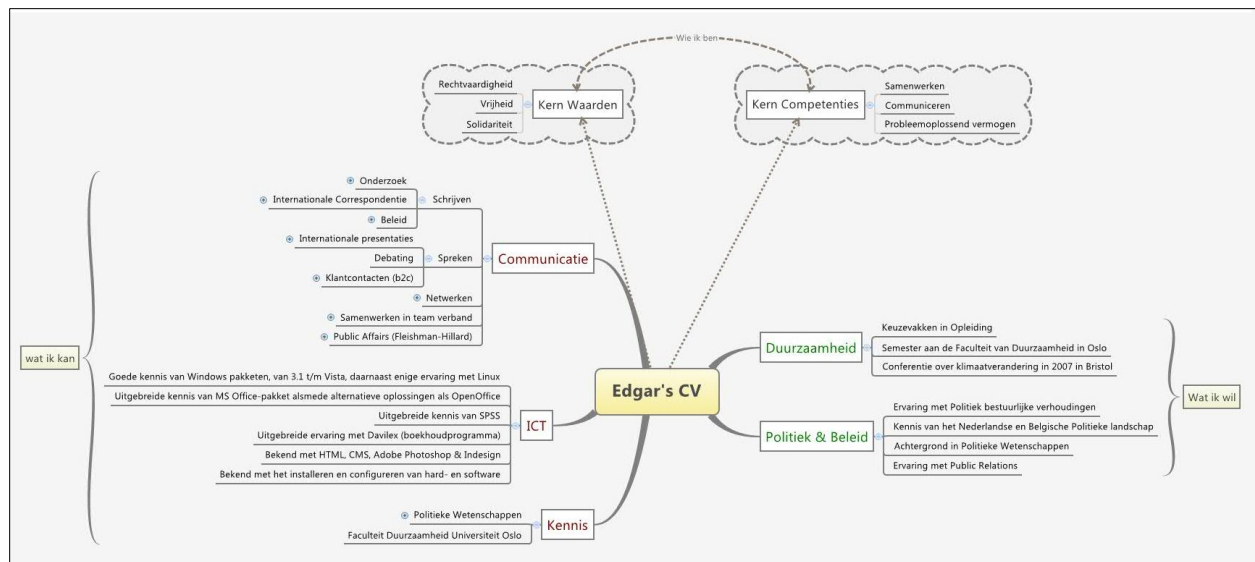 Wie ik ben
Kern Waarden
Rechtvaardigheid
Vrijheid
Solidariteit
Kern Competenties
Samenwerken
Communiceren
Probleemoplossend vermogen
wat ik kan
Communicatie
Schrijven
Onderzoek
Internationale Correspondentie
Beleid
Spreken
Internationale presentaties
Debating
Klantcontacten (b2c)
Netwerken
Samenwerken in team verband
Public Affairs (Fleishman-Hillard)
ICT
Goede kennis van Windows pakketen, van 3.1 t/m Vista, daarnaast enige ervaring met Linux
Uitgebreide kennis van MS Office-pakket alsmede alternatieve oplossingen als OpenOffice
Uitgebreide kennis van SPSS
Uitgebreide ervaring met Davilex (boekhoudprogramma)
Bekend met HTML, CMS, Adobe Photoshop & Indesign
Bekend met het installeren en configureren van hard- en software
Kennis
Politieke Wetenschappen
Faculteit Duurzaamheid Universiteit Oslo
Edgar's CV
Duurzaamheid
Keuzevakken in Opleiding
Semester aan de Faculteit van Duurzaamheid in Oslo
Conferentie over klimaatverandering in 2007 in Bristol
Politiek & Beleid
Ervaring met Politiek bestuurlijke verhoudingen
Kennis van het Nederlandse en Belgische Politieke landschap
Achtergrond in Politieke Wetenschappen
Ervaring met Public Relations
Wat ik wil